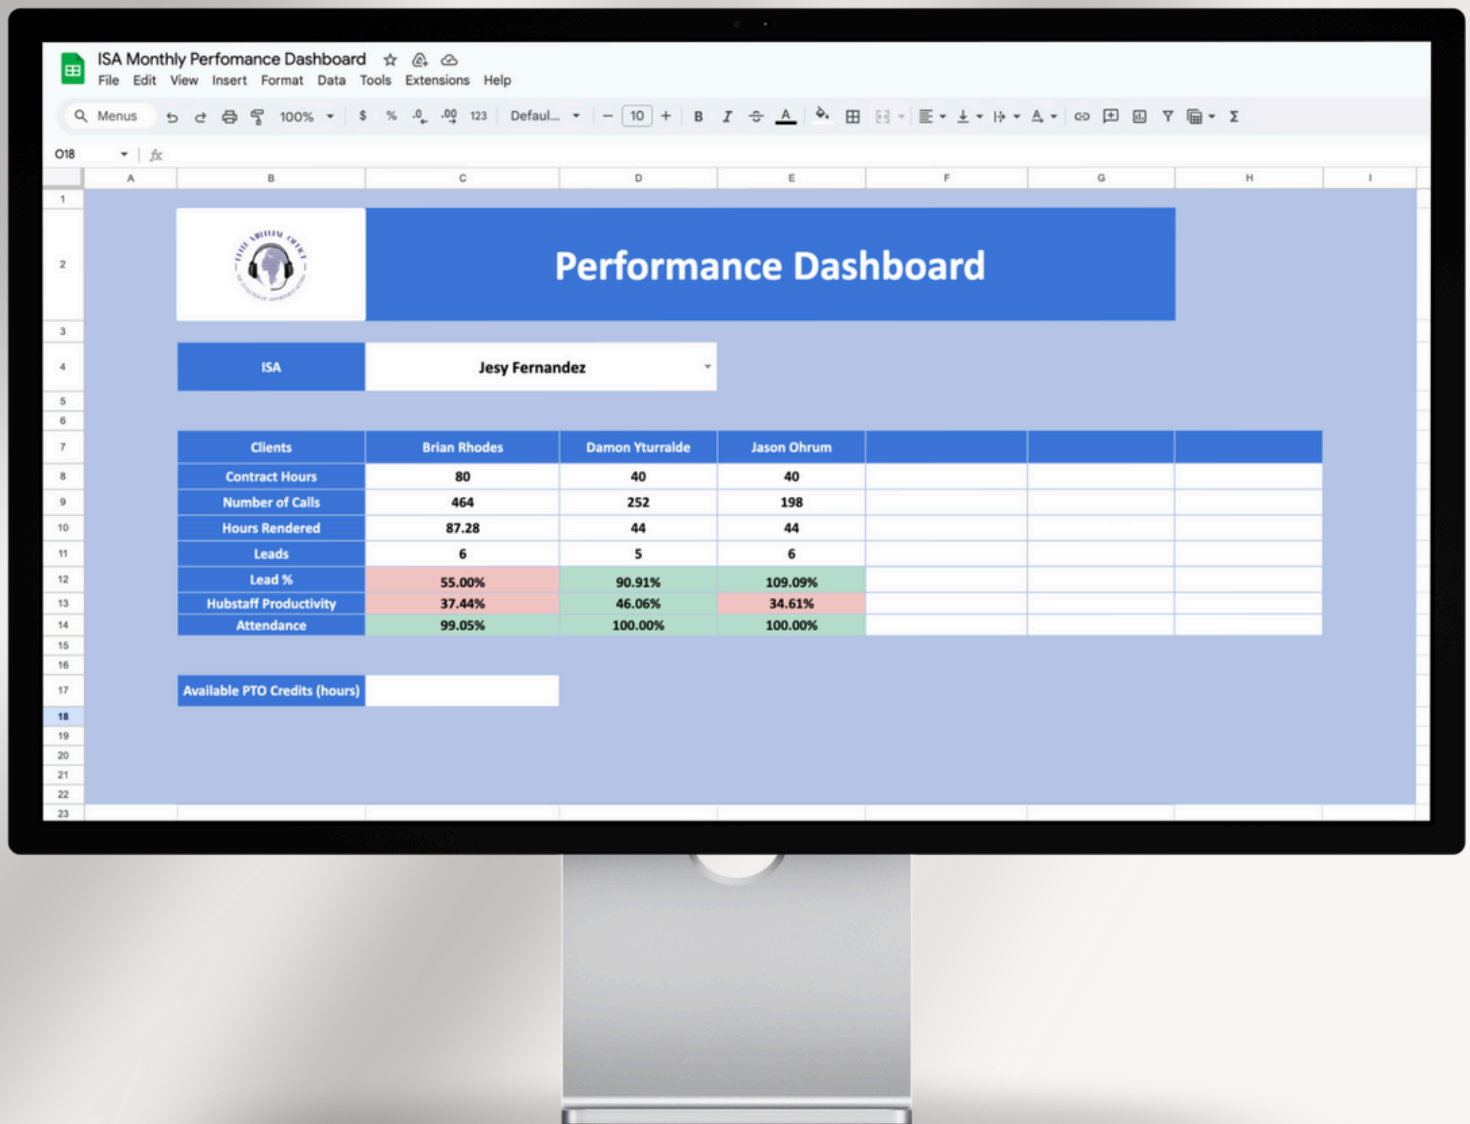 ISA Monthly Perfomance Dashboard
File Edit View Insert Format Data Tools Extensions Help
Menus 100% $ % .0 .00 123 Defaul... − 10 + B I S A A Σ
O18 fx
A B C D E F G H I
1
2 Performance Dashboard
3
4 ISA Jesy Fernandez
5
6
7 Clients Brian Rhodes Damon Yturralde Jason Ohrum
8 Contract Hours 80 40 40
9 Number of Calls 464 252 198
10 Hours Rendered 87.28 44 44
11 Leads 6 5 6
12 Lead % 55.00% 90.91% 109.09%
13 Hubstaff Productivity 37.44% 46.06% 34.61%
14 Attendance 99.05% 100.00% 100.00%
15
16
17 Available PTO Credits (hours)
18
19
20
21
22
23